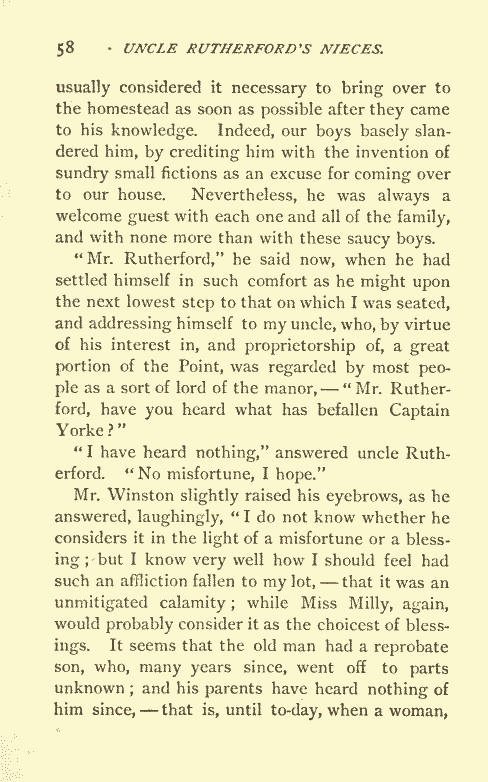 58 · UNCLE RUTHERFORD'S NIECES.
usually considered it necessary to bring over to
the homestead as soon as possible after they came
to his knowledge. Indeed, our boys basely slan-
dered him, by crediting him with the invention of
sundry small fictions as an excuse for coming over
to our house. Nevertheless, he was always a
welcome guest with each one and all of the family,
and with none more than with these saucy boys.
"Mr. Rutherford," he said now, when he had
settled himself in such comfort as he might upon
the next lowest step to that on which I was seated,
and addressing himself to my uncle, who, by virtue
of his interest in, and proprietorship of, a great
portion of the Point, was regarded by most peo-
ple as a sort of lord of the manor, — "Mr. Ruther-
ford, have you heard what has befallen Captain
Yorke?"
"I have heard nothing," answered uncle Ruth-
erford. "No misfortune, I hope."
Mr. Winston slightly raised his eyebrows, as he
answered, laughingly, "I do not know whether he
considers it in the light of a misfortune or a bless-
ing; but I know very well how I should feel had
such an affliction fallen to my lot, — that it was an
unmitigated calamity; while Miss Milly, again,
would probably consider it as the choicest of bless-
ings. It seems that the old man had a reprobate
son, who, many years since, went off to parts
unknown; and his parents have heard nothing of
him since, — that is, until to-day, when a woman,